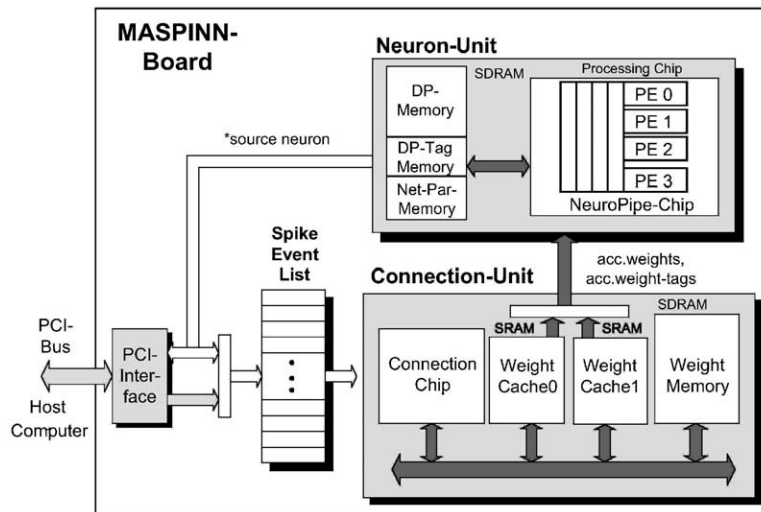 MASPINN-
Board
Neuron-Unit
SDRAM
Processing Chip
DP-
Memory
DP-Tag
Memory
Net-Par-
Memory
PE 0
PE 1
PE 2
PE 3
NeuroPipe-Chip
*source neuron
Spike
Event
List
acc.weights,
acc.weight-tags
Connection-Unit
SDRAM
SRAM
SRAM
Connection
Chip
Weight
Cache0
Weight
Cache1
Weight
Memory
PCI-
Bus
Host
Computer
PCI-
Inter-
face